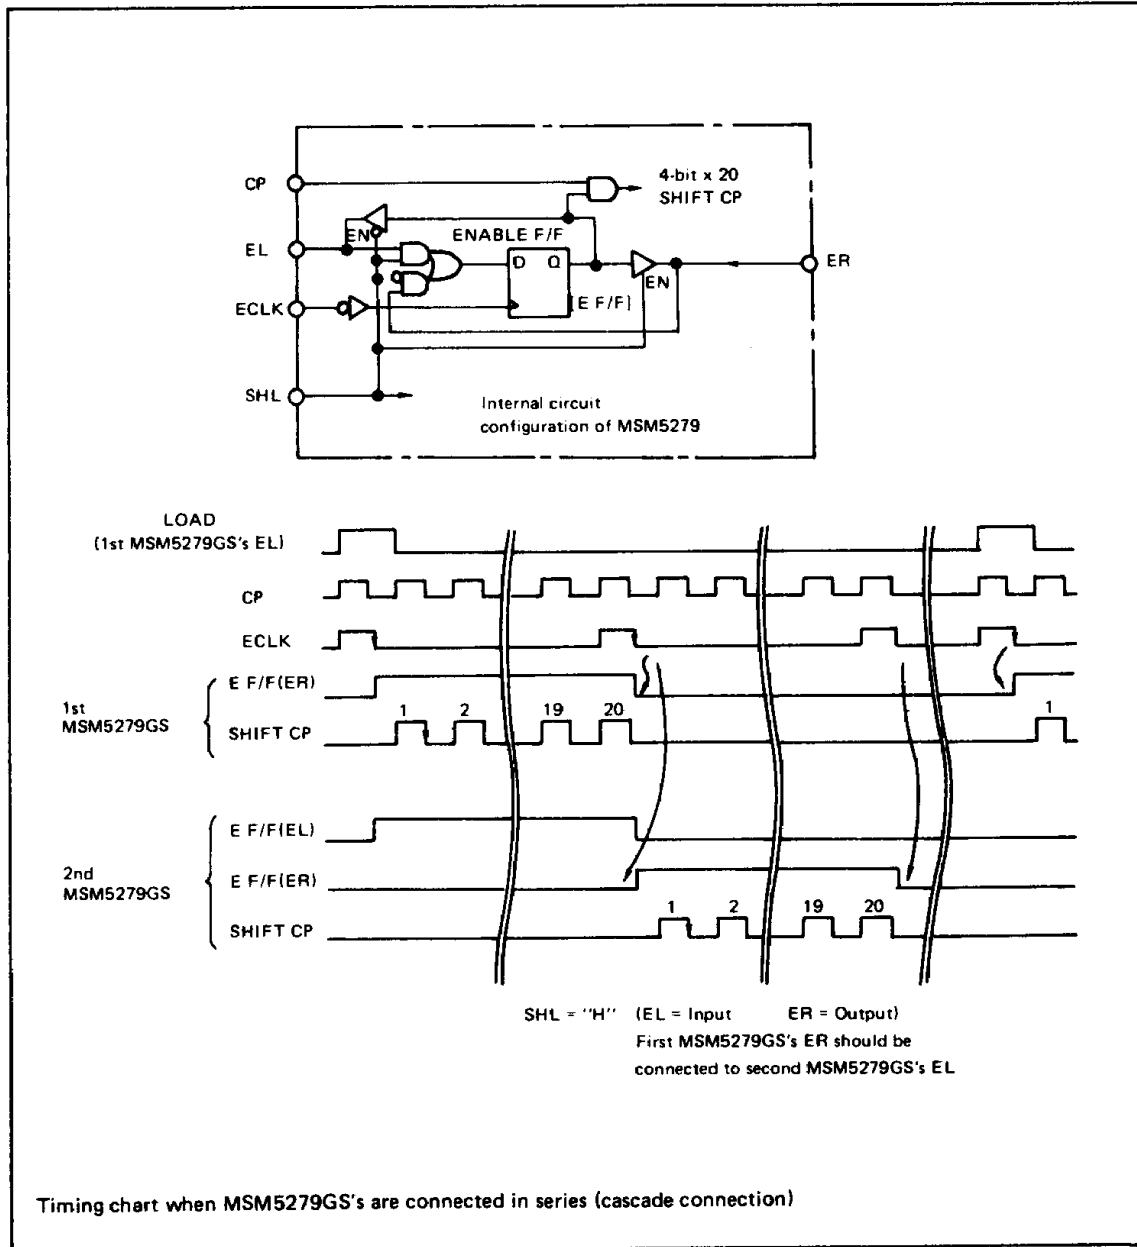 CP
4-bit x 20
SHIFT CP
EN
ENABLE F/F
EL
D Q
EN
ER
ECLK
[E F/F]
SHL
Internal circuit
configuration of MSM5279
LOAD
(1st MSM5279GS's EL)
CP
ECLK
1st
MSM5279GS
E F/F(ER)
1 2 19 20 1
SHIFT CP
2nd
MSM5279GS
E F/F(EL)
E F/F(ER)
1 2 19 20
SHIFT CP
SHL = "H" (EL = Input ER = Output)
First MSM5279GS's ER should be
connected to second MSM5279GS's EL
Timing chart when MSM5279GS's are connected in series (cascade connection)